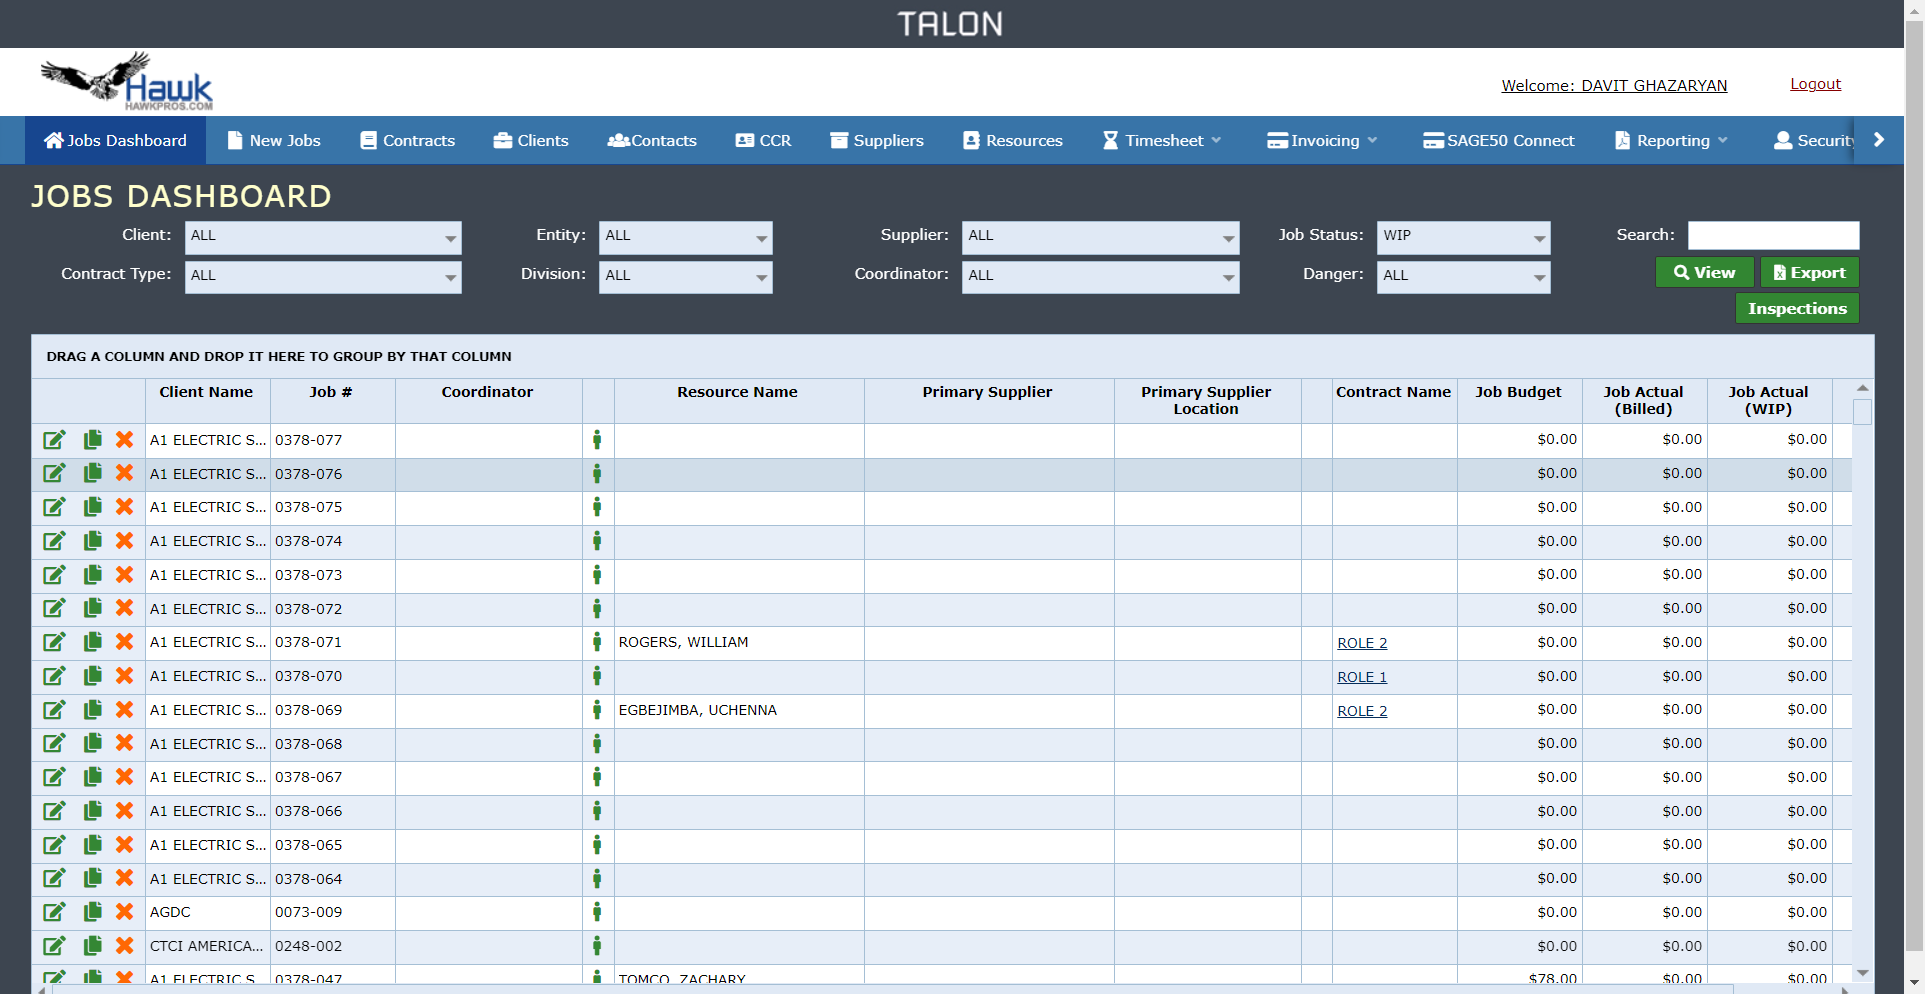 TALON
Hawk
HAWKPROS.COM
Welcome: DAVIT GHAZARYAN Logout
Jobs Dashboard New Jobs Contracts Clients Contacts CCR Suppliers Resources Timesheet Invoicing SAGE50 Connect Reporting Security
JOBS DASHBOARD
Client: ALL Entity: ALL Supplier: ALL Job Status: WIP Search:
Contract Type: ALL Division: ALL Coordinator: ALL Danger: ALL View Export
Inspections
DRAG A COLUMN AND DROP IT HERE TO GROUP BY THAT COLUMN
Client Name Job # Coordinator Resource Name Primary Supplier Primary Supplier Location Contract Name Job Budget Job Actual (Billed) Job Actual (WIP)
A1 ELECTRIC S... 0378-077 $0.00 $0.00 $0.00
A1 ELECTRIC S... 0378-076 $0.00 $0.00 $0.00
A1 ELECTRIC S... 0378-075 $0.00 $0.00 $0.00
A1 ELECTRIC S... 0378-074 $0.00 $0.00 $0.00
A1 ELECTRIC S... 0378-073 $0.00 $0.00 $0.00
A1 ELECTRIC S... 0378-072 $0.00 $0.00 $0.00
A1 ELECTRIC S... 0378-071 ROGERS, WILLIAM ROLE 2 $0.00 $0.00 $0.00
A1 ELECTRIC S... 0378-070 ROLE 1 $0.00 $0.00 $0.00
A1 ELECTRIC S... 0378-069 EGBEJIMBA, UCHENNA ROLE 2 $0.00 $0.00 $0.00
A1 ELECTRIC S... 0378-068 $0.00 $0.00 $0.00
A1 ELECTRIC S... 0378-067 $0.00 $0.00 $0.00
A1 ELECTRIC S... 0378-066 $0.00 $0.00 $0.00
A1 ELECTRIC S... 0378-065 $0.00 $0.00 $0.00
A1 ELECTRIC S... 0378-064 $0.00 $0.00 $0.00
AGDC 0073-009 $0.00 $0.00 $0.00
CTCI AMERICA... 0248-002 $0.00 $0.00 $0.00
A1 ELECTRIC S... 0378-047 TOMCO, ZACHARY $78.00 $0.00 $0.00